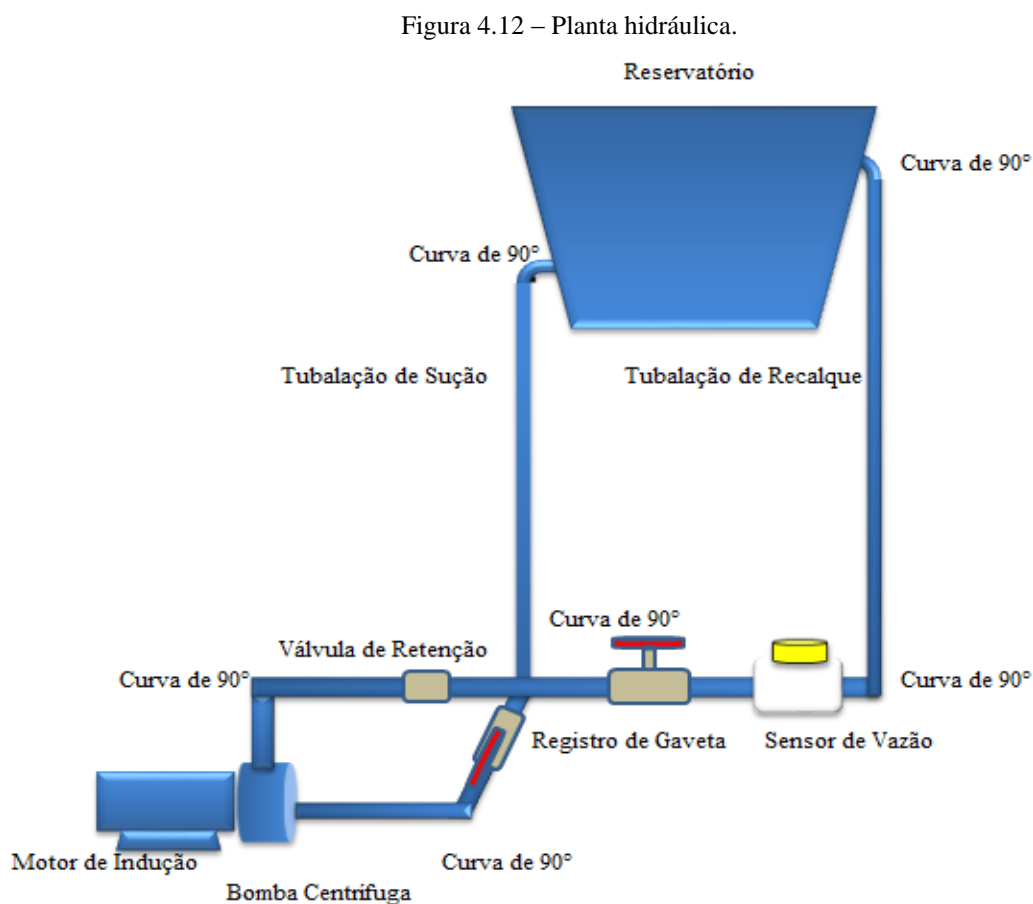 Figura 4.12 – Planta hidráulica.
Reservatório
Curva de 90°
Curva de 90°
Tubalação de Sução
Tubalação de Recalque
Curva de 90°
Válvula de Retenção
Curva de 90°
Curva de 90°
Registro de Gaveta
Sensor de Vazão
Motor de Indução
Curva de 90°
Bomba Centrifuga